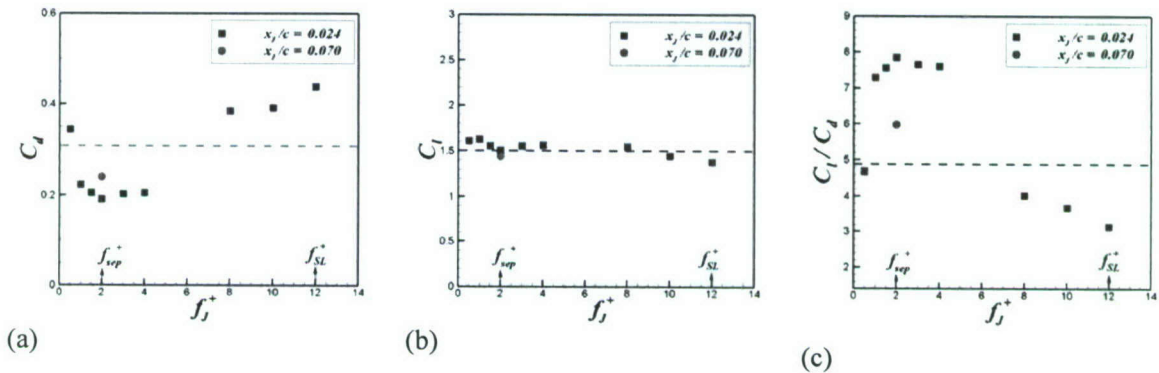 0.6
0.4
0.2
0
C_d
x_J/c = 0.024
x_J/c = 0.070
f_sep^+
f_SL^+
0 2 4 6 8 10 12 14
f_J^+
(a)
3
2.5
2
1.5
1
0.5
0
C_l
x_J/c = 0.024
x_J/c = 0.070
f_sep^+
f_SL^+
0 2 4 6 8 10 12 14
f_J^+
(b)
9
8
7
6
5
4
3
2
C_l / C_d
x_J/c = 0.024
x_J/c = 0.070
f_sep^+
f_SL^+
0 2 4 6 8 10 12 14
f_J^+
(c)